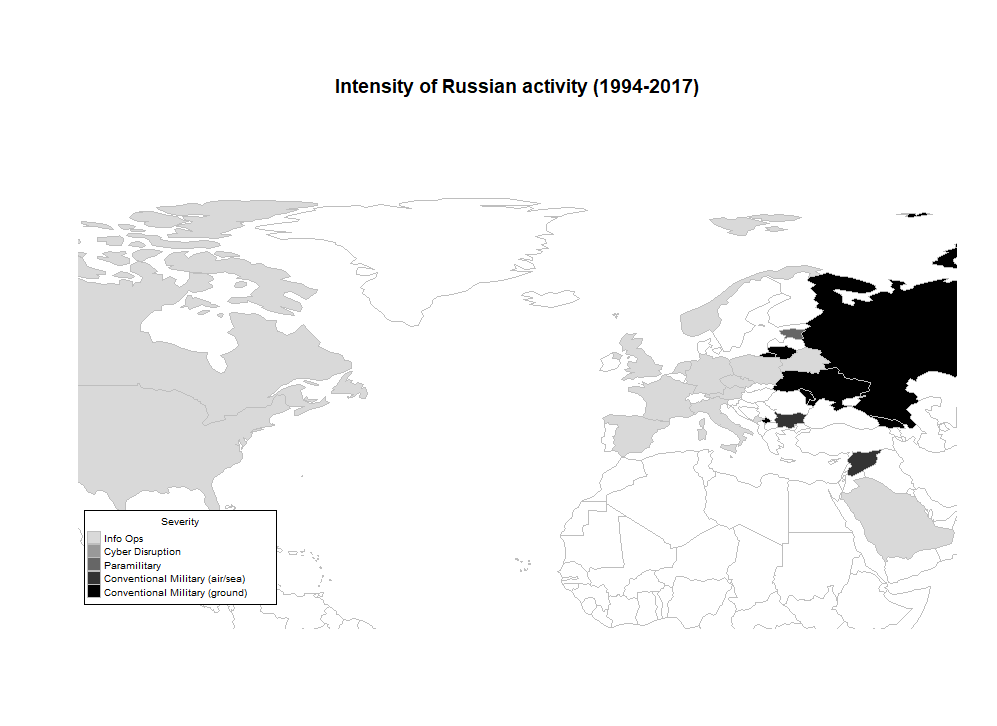 Intensity of Russian activity (1994-2017)
Severity
Info Ops
Cyber Disruption
Paramilitary
Conventional Military (air/sea)
Conventional Military (ground)